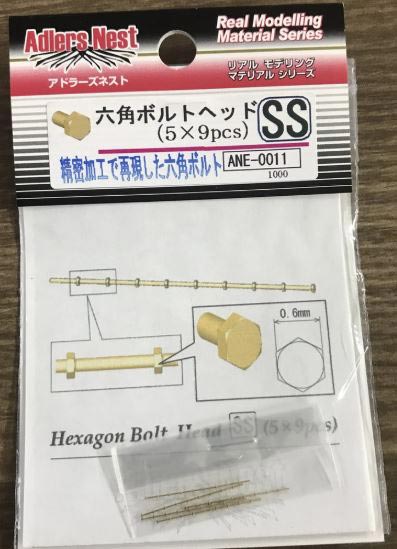 Adlers Nest
アドラーズネスト
Real Modelling
Material Series
リアル モデリング
マテリアル シリーズ
六角ボルトヘッド
(5×9pcs)
SS
精密加工で再現した六角ボルト
ANE-0011
1000
0.6mm
Hexagon Bolt Head SS (5×9pcs)